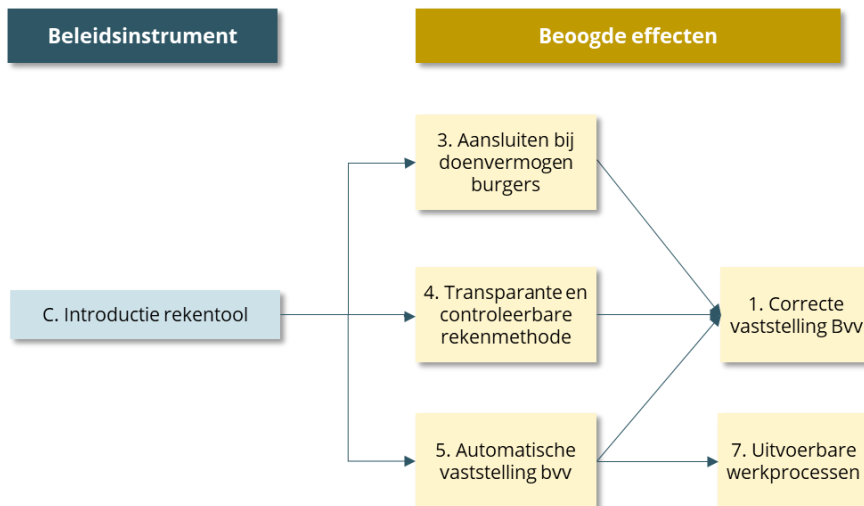 Beleidsinstrument
Beoogde effecten
3. Aansluiten bij
doenvermogen
burgers
C. Introductie rekentool
4. Transparante en
controleerbare
rekenmethode
1. Correcte
vaststelling Bvv
5. Automatische
vaststelling bvv
7. Uitvoerbare
werkprocessen